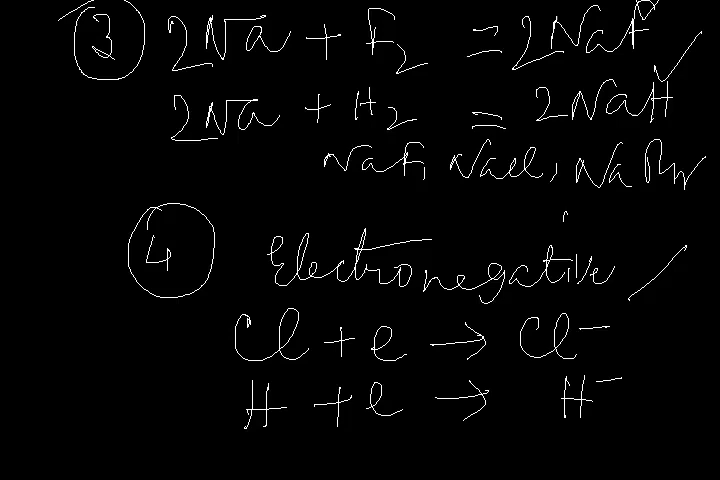 3 2Na + F2 = 2NaF
2Na + H2 = 2NaH
NaF, NaCl, NaBr
4 Electronegative
Cl + e → Cl−
H + e → H−